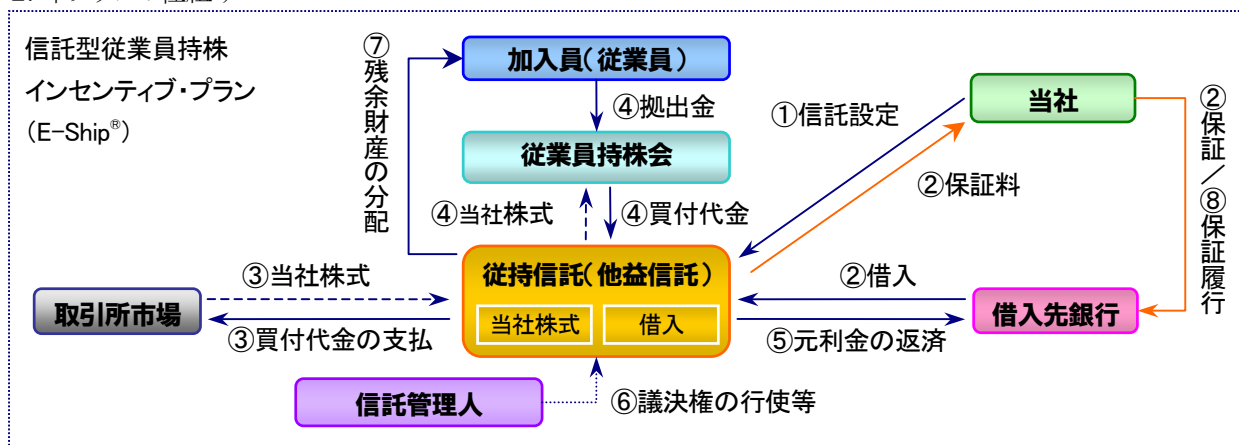 信託型従業員持株
インセンティブ・プラン
(E-Ship®)
⑦残余財産の分配
加入員(従業員)
④拠出金
従業員持株会
④当社株式
④買付代金
①信託設定
当社
②保証料
②保証/⑧保証履行
従持信託(他益信託)
当社株式
借入
③当社株式
取引所市場
③買付代金の支払
②借入
借入先銀行
⑤元利金の返済
信託管理人
⑥議決権の行使等